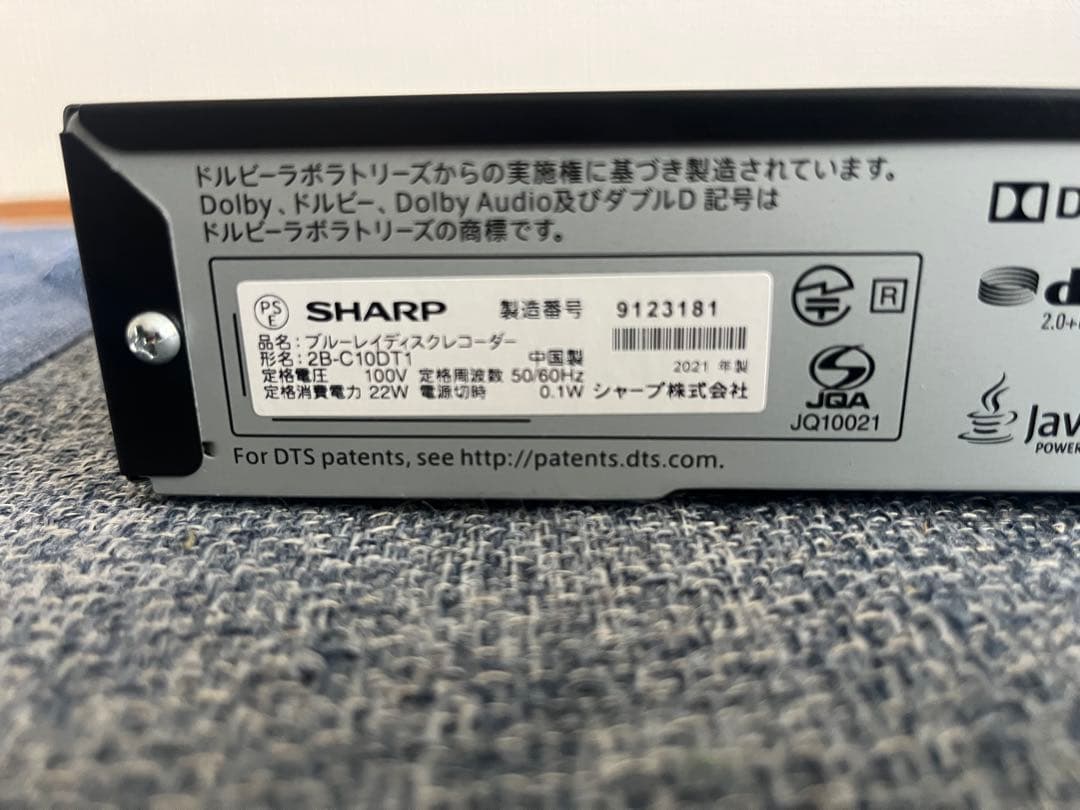 ドルビーラボラトリーズからの実施権に基づき製造されています。
Dolby、ドルビー、Dolby Audio及びダブルD 記号は
ドルビーラボラトリーズの商標です。
D
PS
E
SHARP 製造番号 9123181
品名：ブルーレイディスクレコーダー
形名：2B-C10DT1 中国製 2021 年製
定格電圧 100V 定格周波数 50/60Hz
定格消費電力 22W 電源切時 0.1W シャープ株式会社
R
JQA
JQ10021
d
2.0+
Jav
POWER
For DTS patents, see http://patents.dts.com.